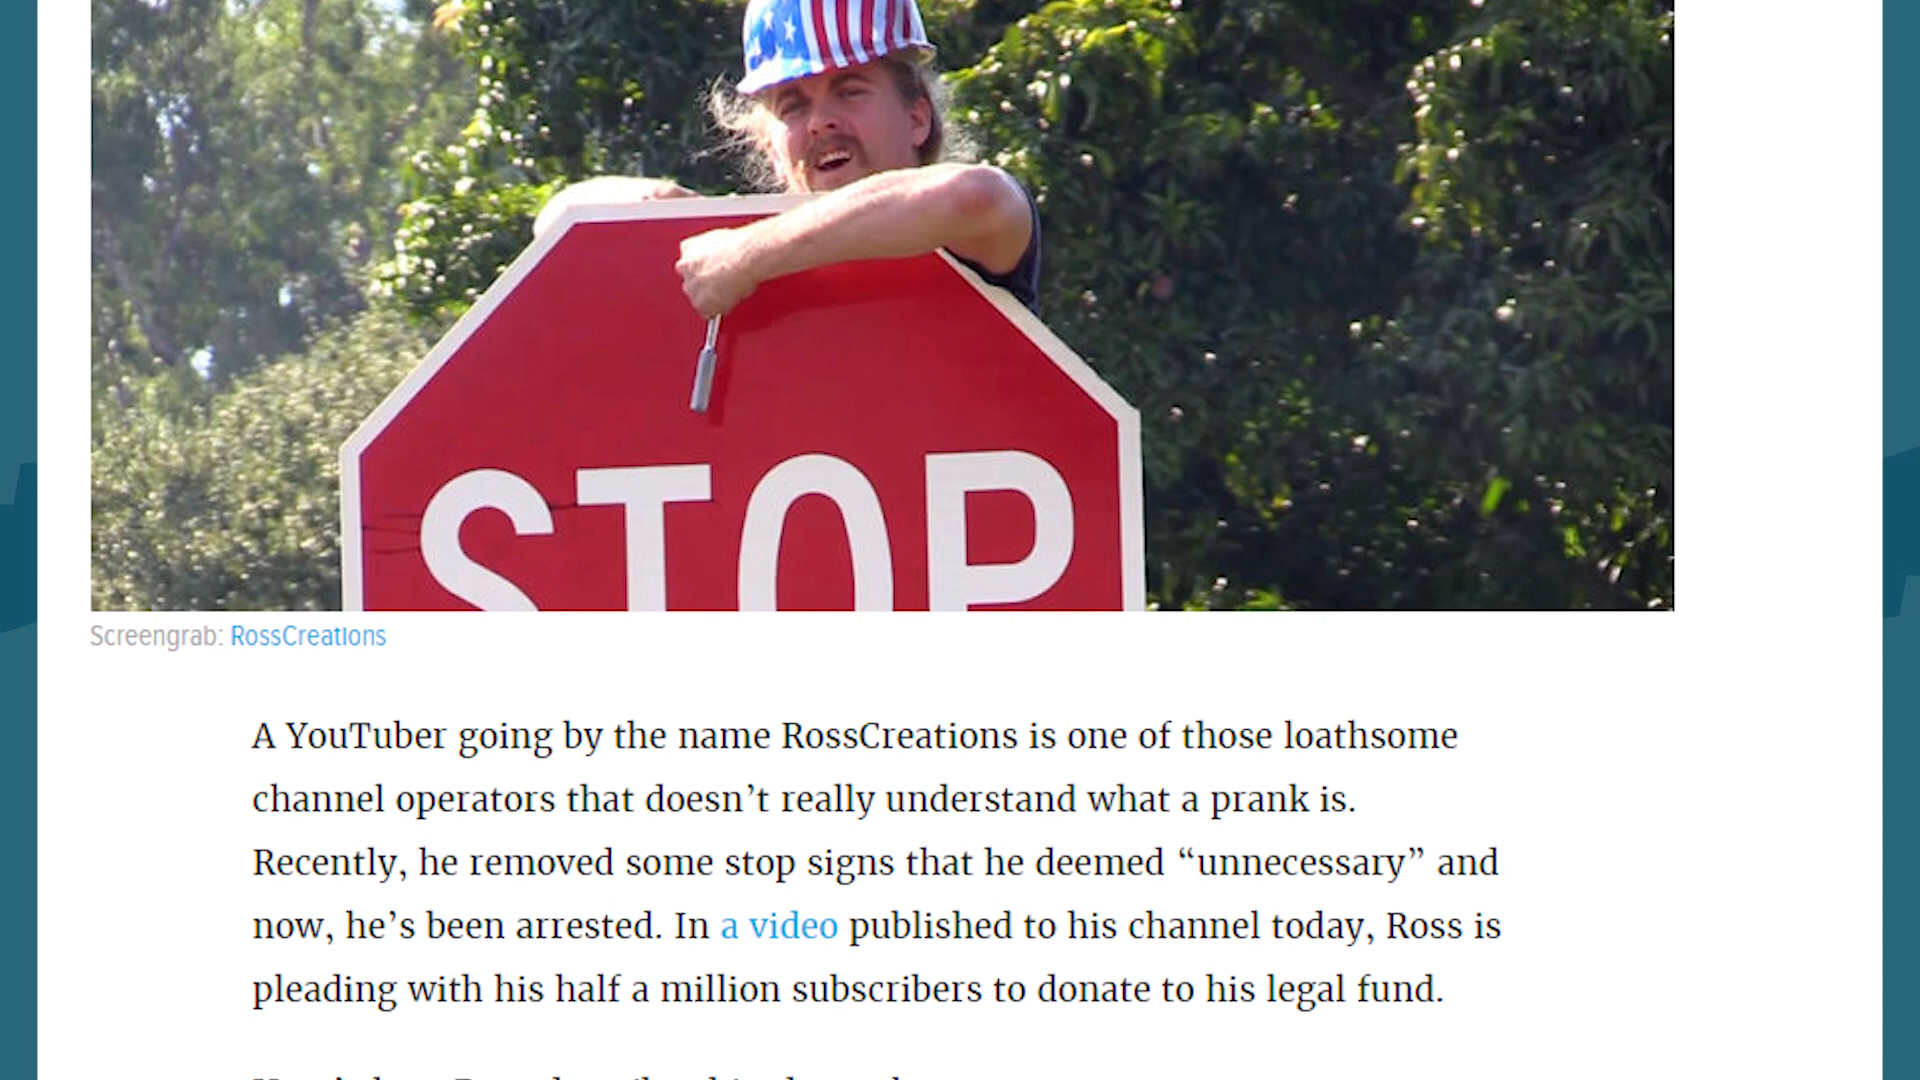 STOP
Screengrab: RossCreations
A YouTuber going by the name RossCreations is one of those loathsome
channel operators that doesn’t really understand what a prank is.
Recently, he removed some stop signs that he deemed “unnecessary” and
now, he’s been arrested. In a video published to his channel today, Ross is
pleading with his half a million subscribers to donate to his legal fund.